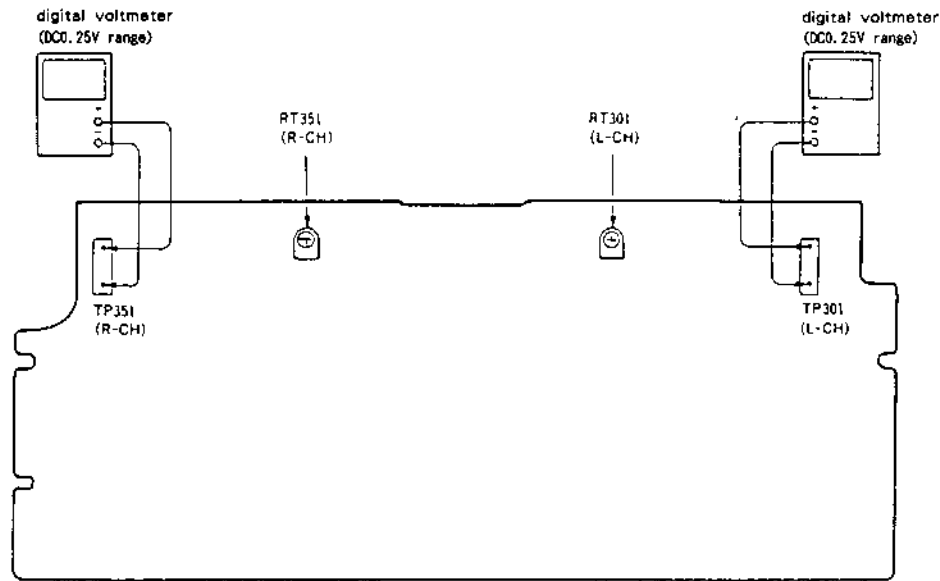 digital voltmeter
(DC0.25V range)
digital voltmeter
(DC0.25V range)
+
−
RT351
(R-CH)
RT301
(L-CH)
+
−
TP351
(R-CH)
TP301
(L-CH)